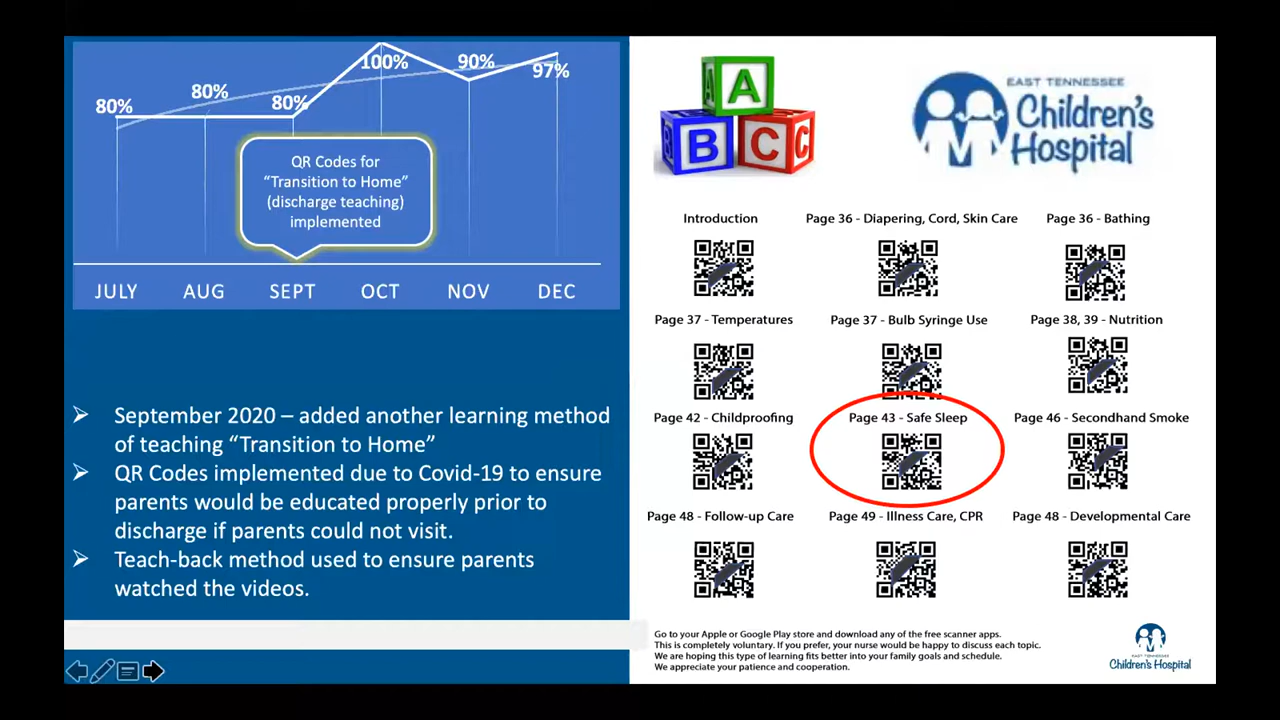 80%
80%
80%
100%
90%
97%
QR Codes for
“Transition to Home”
(discharge teaching)
implemented
JULY AUG SEPT OCT NOV DEC
➢ September 2020 – added another learning method
of teaching “Transition to Home”
➢ QR Codes implemented due to Covid-19 to ensure
parents would be educated properly prior to
discharge if parents could not visit.
➢ Teach-back method used to ensure parents
watched the videos.
A
B C C
EAST TENNESSEE
Children's
Hospital
Introduction Page 36 - Diapering, Cord, Skin Care Page 36 - Bathing
Page 37 - Temperatures Page 37 - Bulb Syringe Use Page 38, 39 - Nutrition
Page 42 - Childproofing Page 43 - Safe Sleep Page 46 - Secondhand Smoke
Page 48 - Follow-up Care Page 49 - Illness Care, CPR Page 48 - Developmental Care
Go to your Apple or Google Play store and download any of the free scanner apps.
This is completely voluntary. If you prefer, your nurse would be happy to discuss each topic.
We are hoping this type of learning fits better into your family goals and schedule.
We appreciate your patience and cooperation.
EAST TENNESSEE
Children's
Hospital